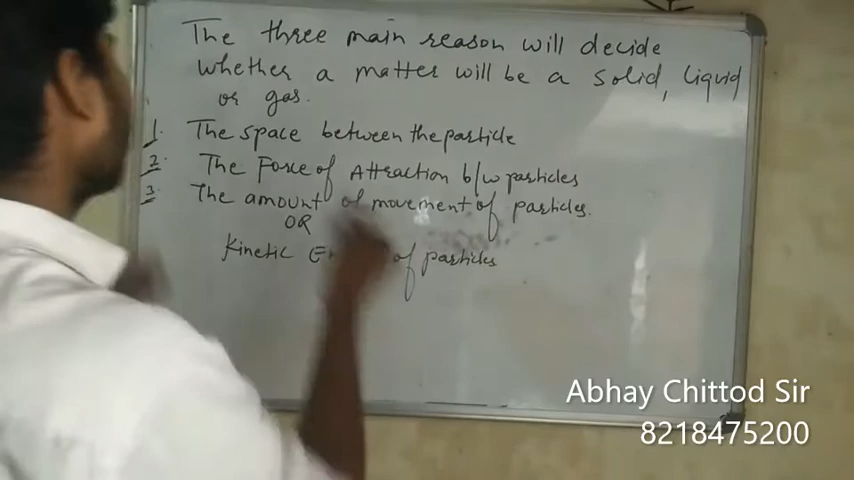 The three main reason will decide
whether a matter will be a solid, liquid
or gas.
1. The space between the particle
2. The Force of Attraction b/w particles
3. The amount of movement of particles.
OR
Kinetic of particles
Abhay Chittod Sir
8218475200